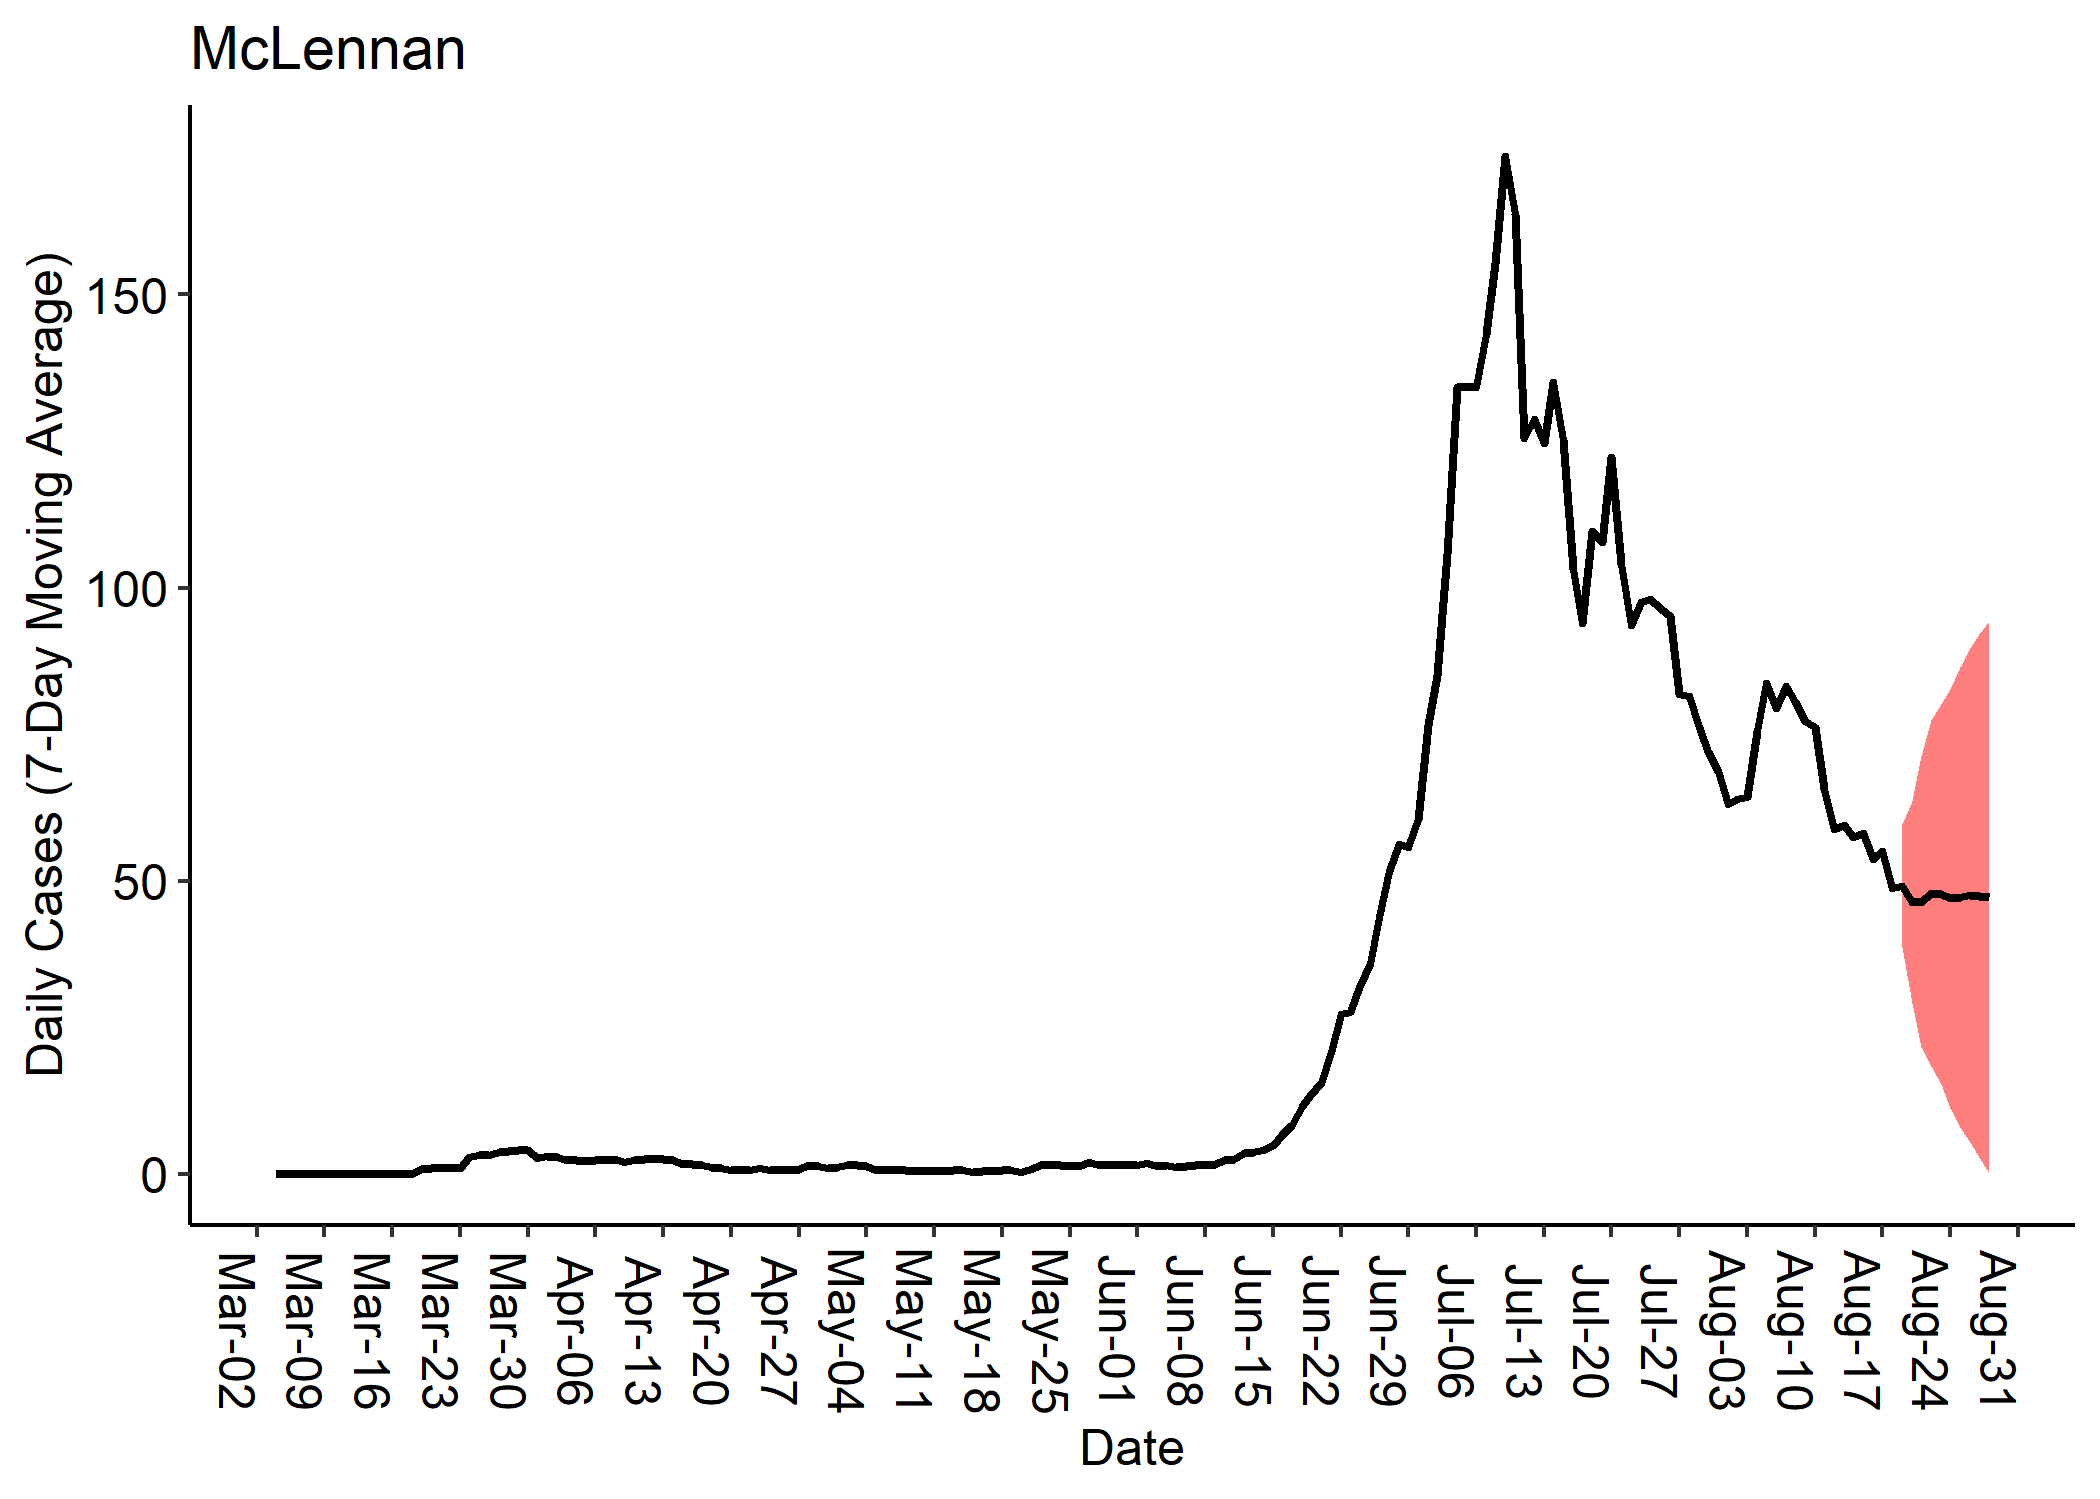 McLennan
Daily Cases (7-Day Moving Average)
150
100
50
0
Mar-02
Mar-09
Mar-16
Mar-23
Mar-30
Apr-06
Apr-13
Apr-20
Apr-27
May-04
May-11
May-18
May-25
Jun-01
Jun-08
Jun-15
Jun-22
Jun-29
Jul-06
Jul-13
Jul-20
Jul-27
Aug-03
Aug-10
Aug-17
Aug-24
Aug-31
Date